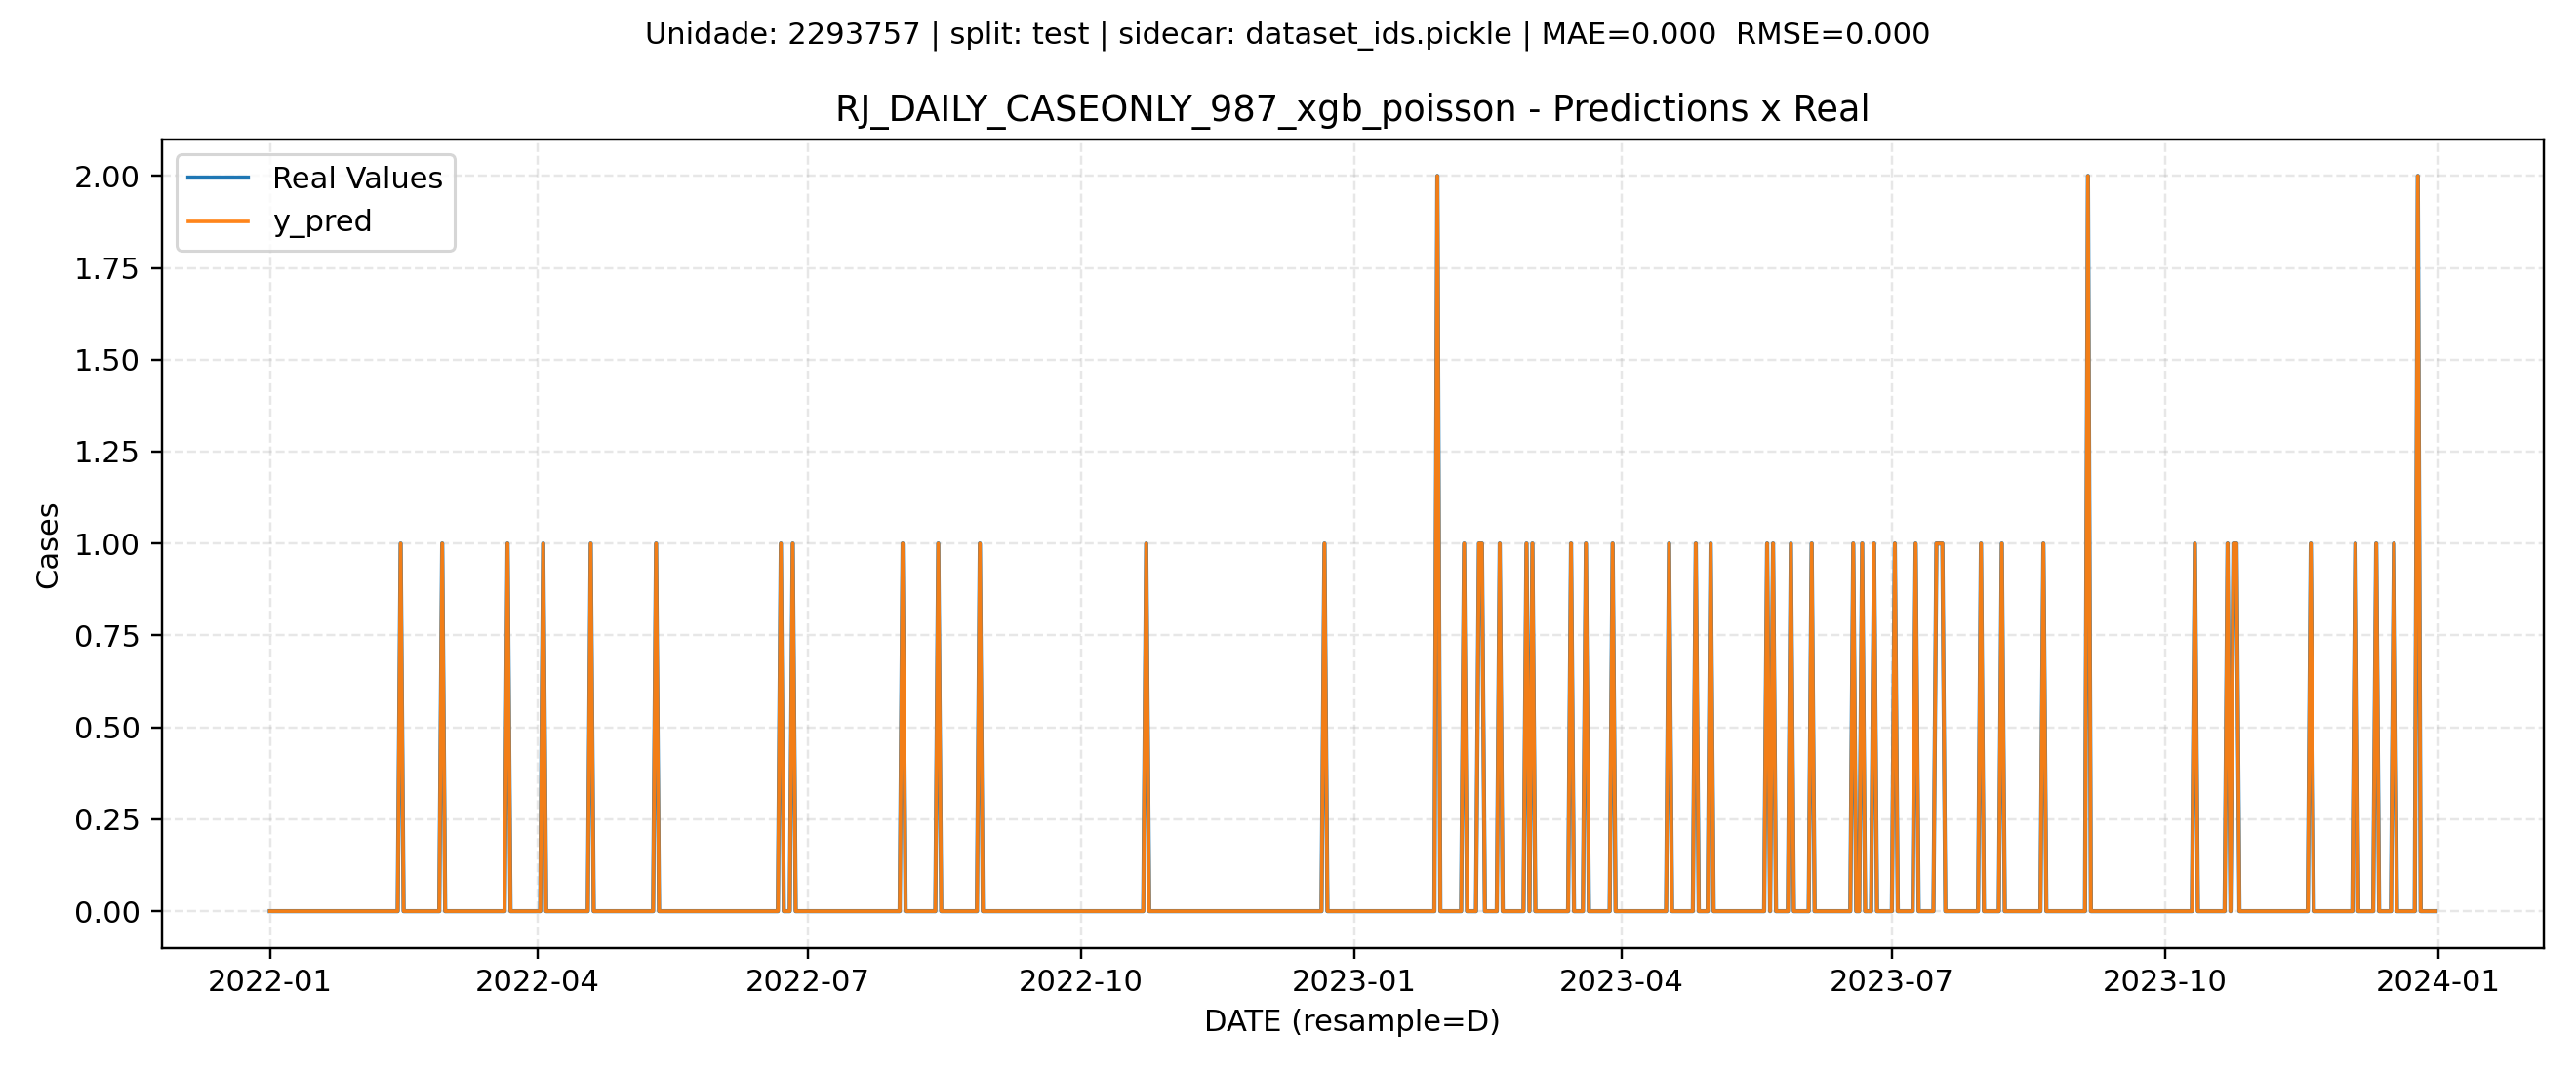 Unidade: 2293757 | split: test | sidecar: dataset_ids.pickle | MAE=0.000  RMSE=0.000
RJ_DAILY_CASEONLY_987_xgb_poisson - Predictions x Real
Real Values
y_pred
2.00
1.75
1.50
1.25
1.00
0.75
0.50
0.25
0.00
Cases
2022-01 2022-04 2022-07 2022-10 2023-01 2023-04 2023-07 2023-10 2024-01
DATE (resample=D)